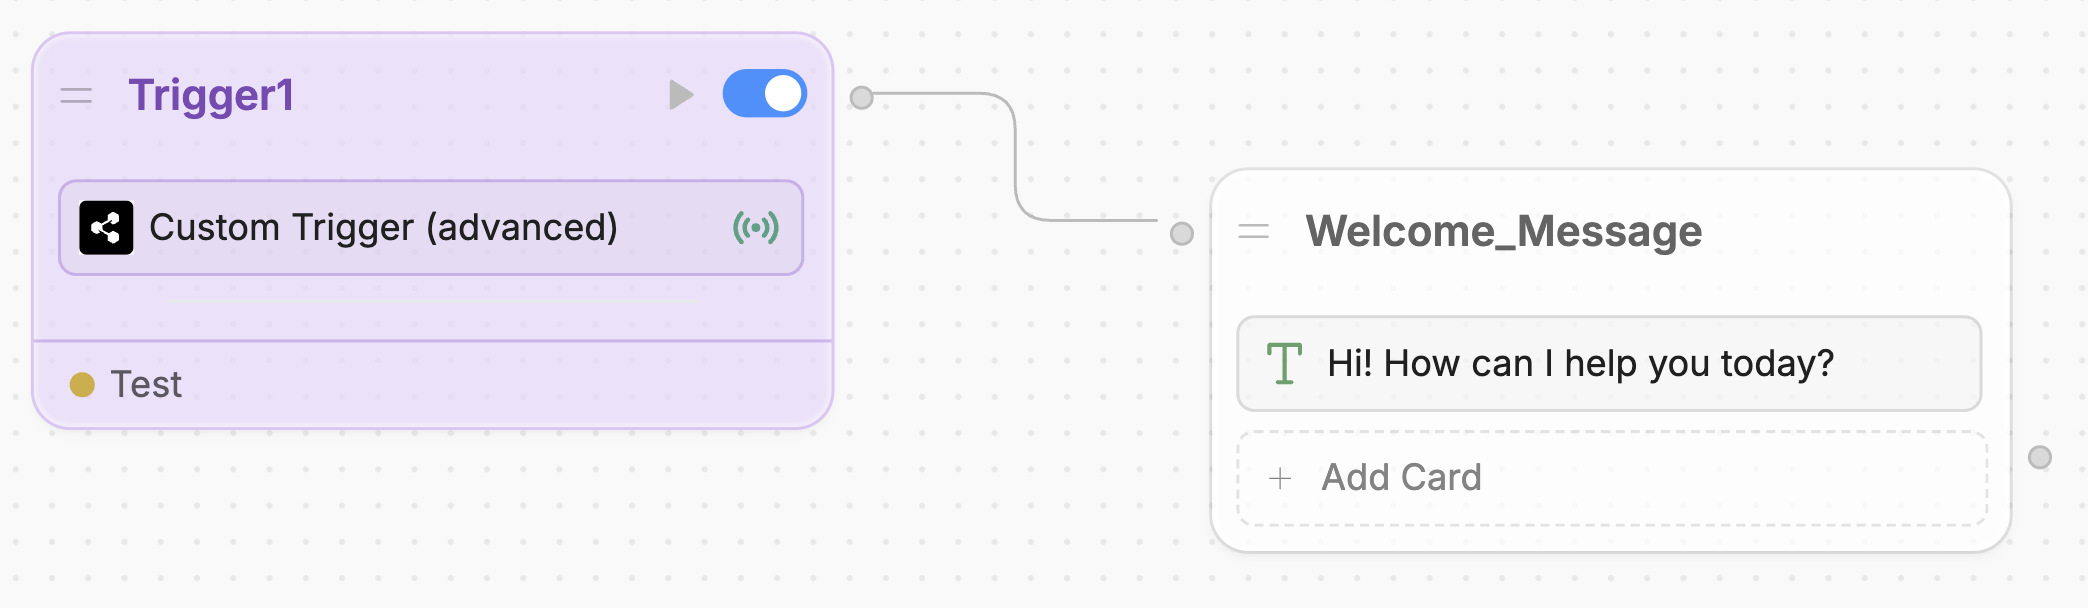 Trigger1
Custom Trigger (advanced)
Test
Welcome_Message
Hi! How can I help you today?
Add Card